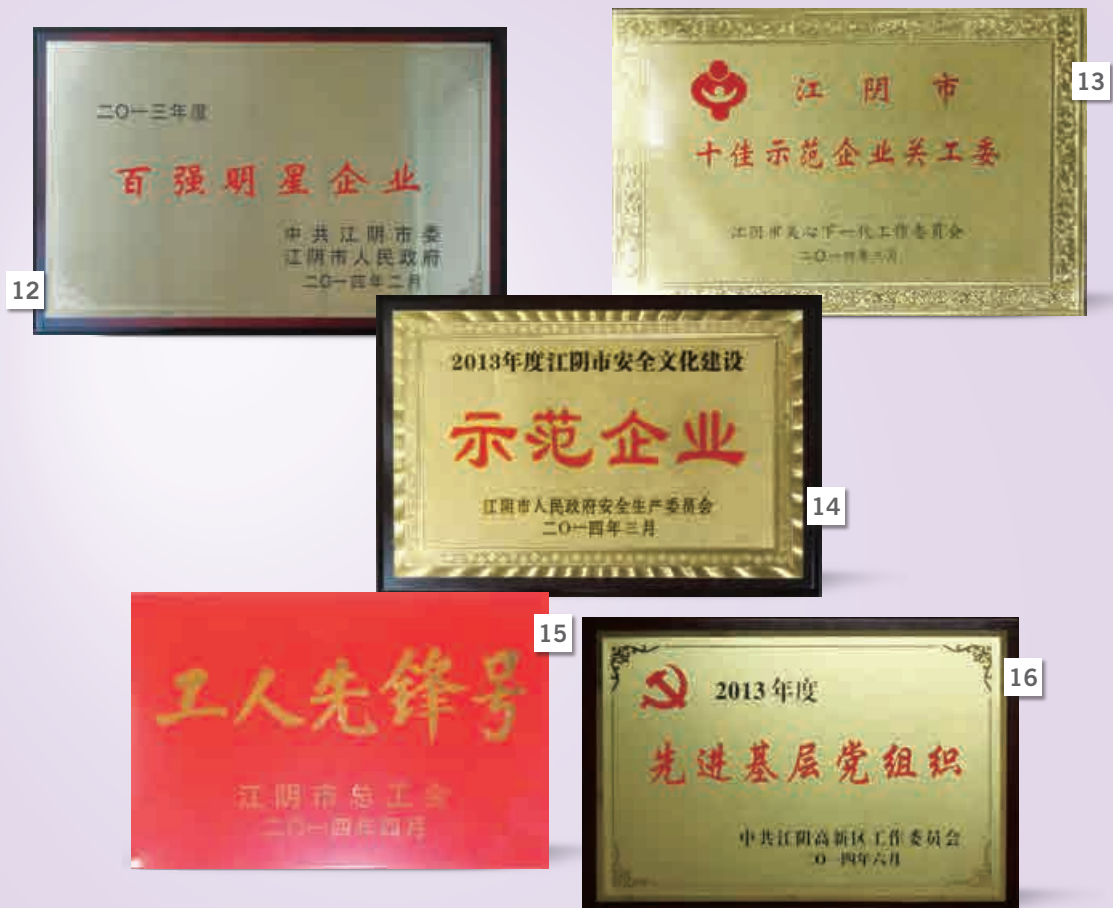 12
二〇一三年度
百强明星企业
中共江阴市委
江阴市人民政府
二〇一四年二月
13
江阴市
十佳示范企业关工委
江阴市关心下一代工作委员会
二〇一四年三月
14
2013年度江阴市安全文化建设
示范企业
江阴市人民政府安全生产委员会
二〇一四年三月
15
工人先锋号
江阴市总工会
二〇一四年四月
16
2013年度
先进基层党组织
中共江阴高新区工作委员会
二〇一四年六月